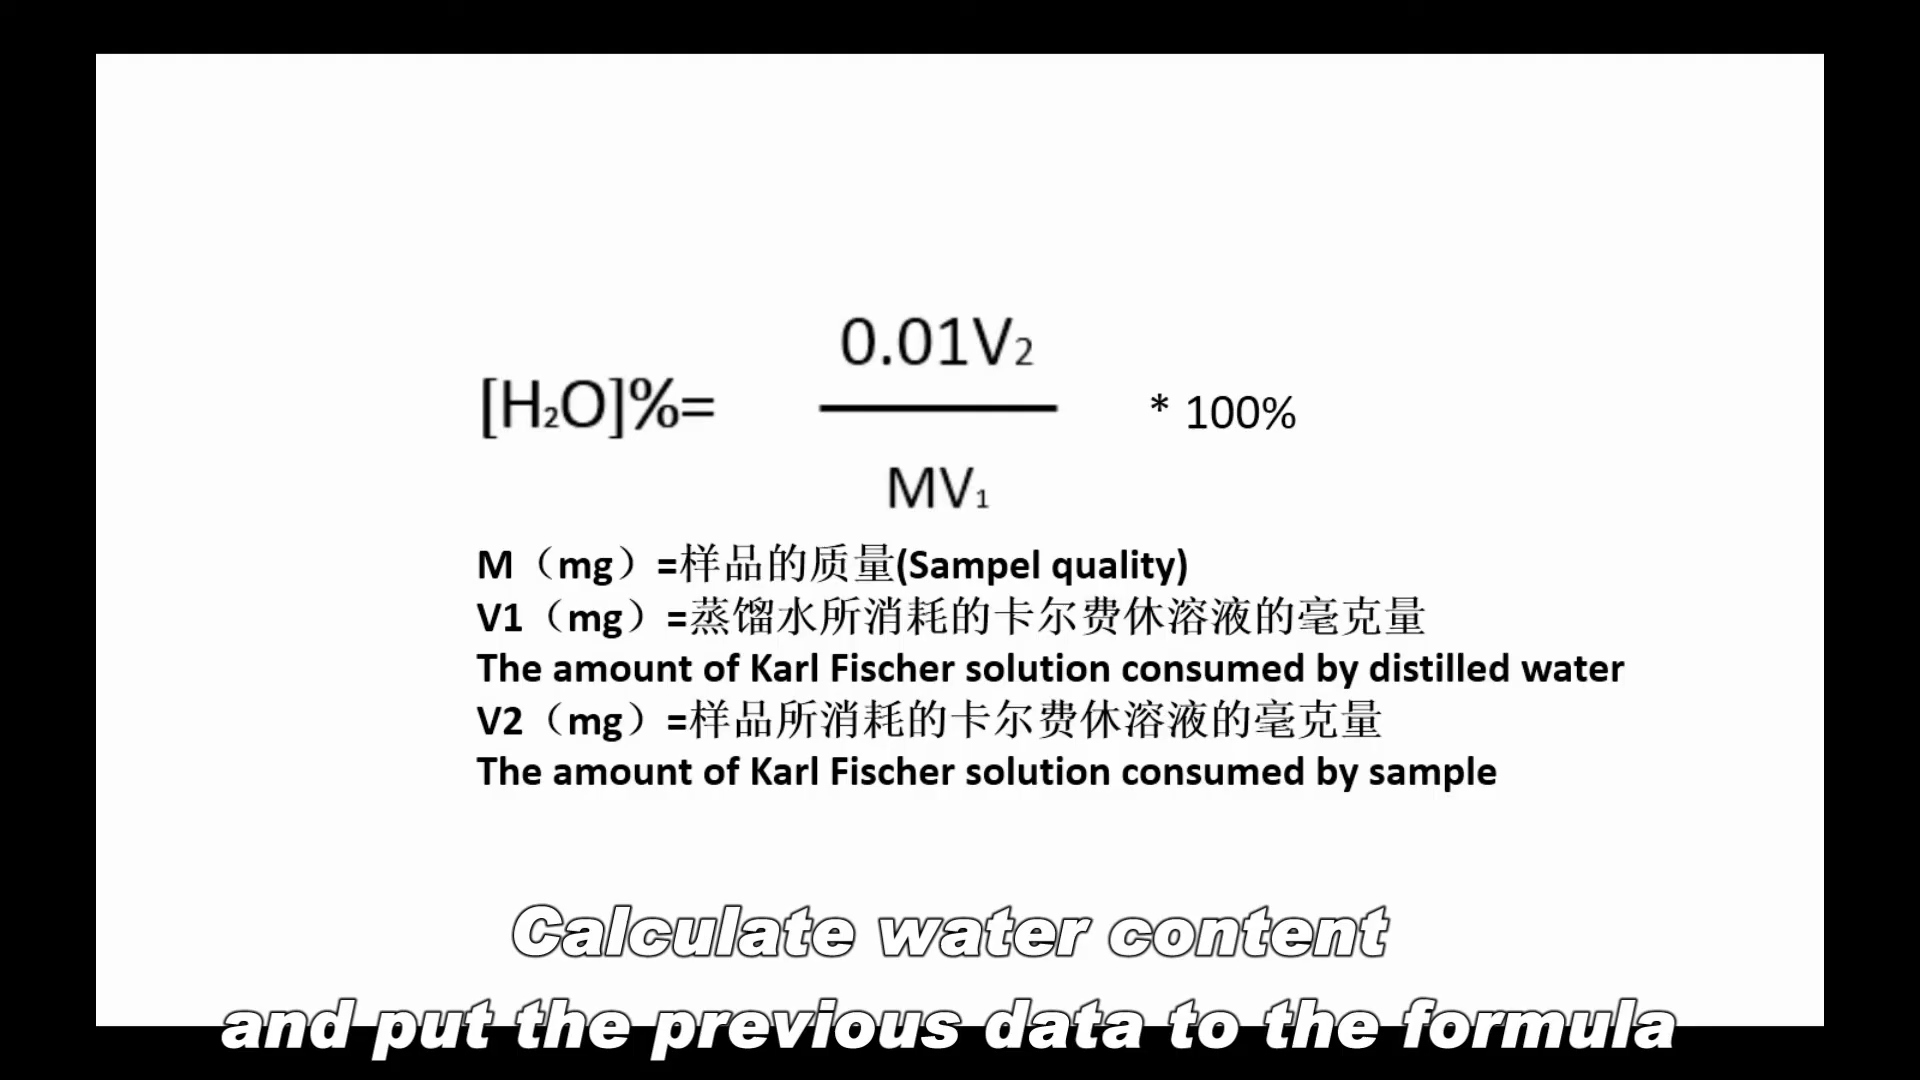 0.01V₂
[H₂O]%= * 100%
MV₁
M（mg）=样品的质量(Sampel quality)
V1（mg）=蒸馏水所消耗的卡尔费休溶液的毫克量
The amount of Karl Fischer solution consumed by distilled water
V2（mg）=样品所消耗的卡尔费休溶液的毫克量
The amount of Karl Fischer solution consumed by sample
Calculate water content
and put the previous data to the formula